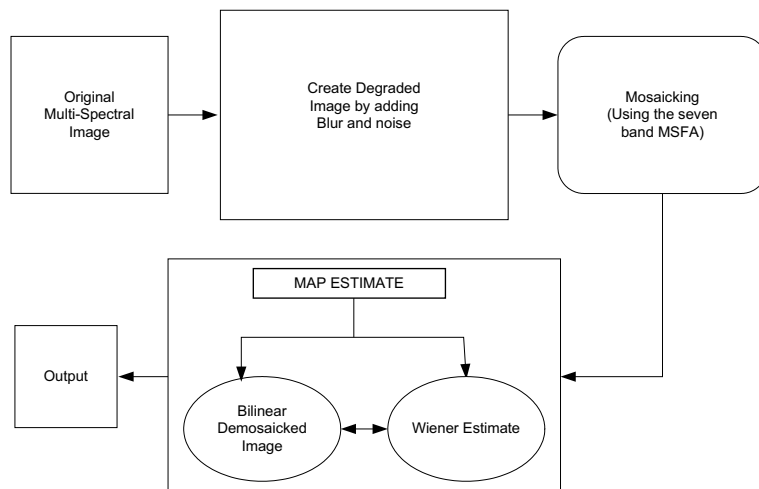 Original
Multi-Spectral
Image
Create Degraded
Image by adding
Blur and noise
Mosaicking
(Using the seven
band MSFA)
MAP ESTIMATE
Output
Bilinear
Demosaicked
Image
Wiener Estimate